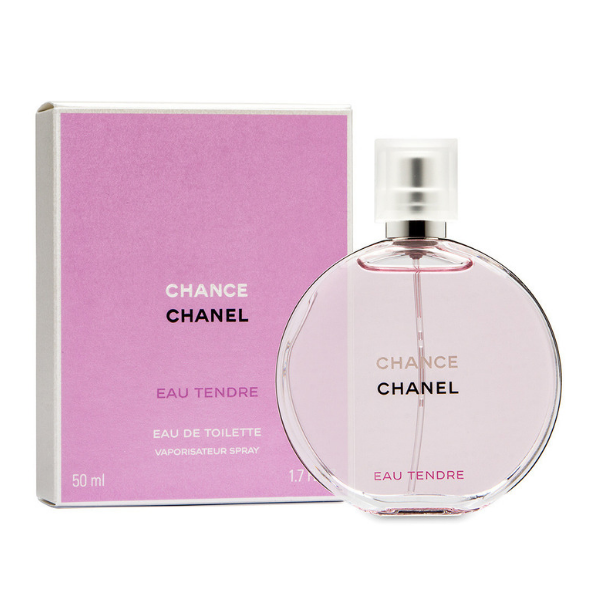 CHANCE
CHANEL
EAU TENDRE
EAU DE TOILETTE
VAPORISATEUR SPRAY
50 ml
1.7
CHANCE
CHANEL
EAU TENDRE